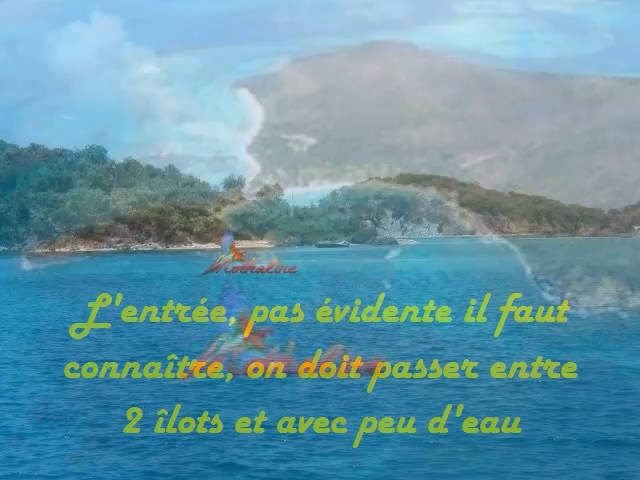 L'entrée, pas évidente il faut
connaître, on doit passer entre
2 îlots et avec peu d'eau